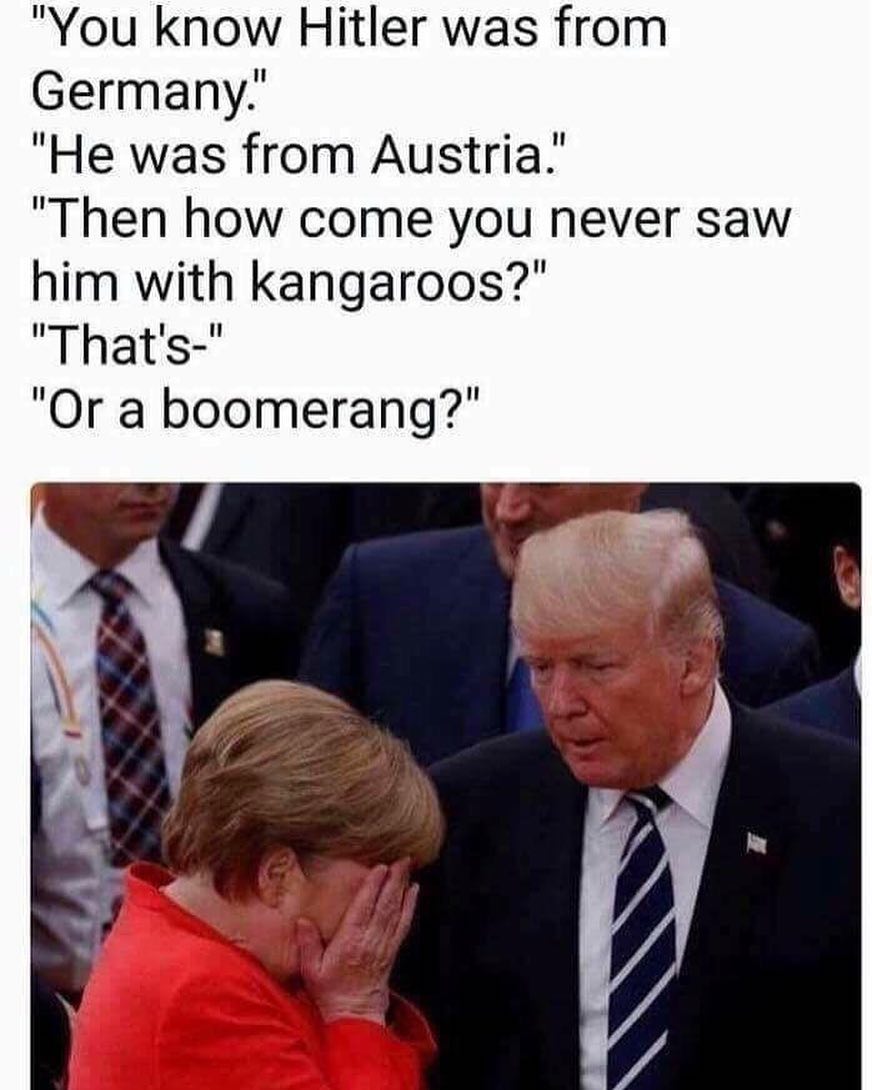 "You know Hitler was from
Germany."
"He was from Austria."
"Then how come you never saw
him with kangaroos?"
"That's-"
"Or a boomerang?"